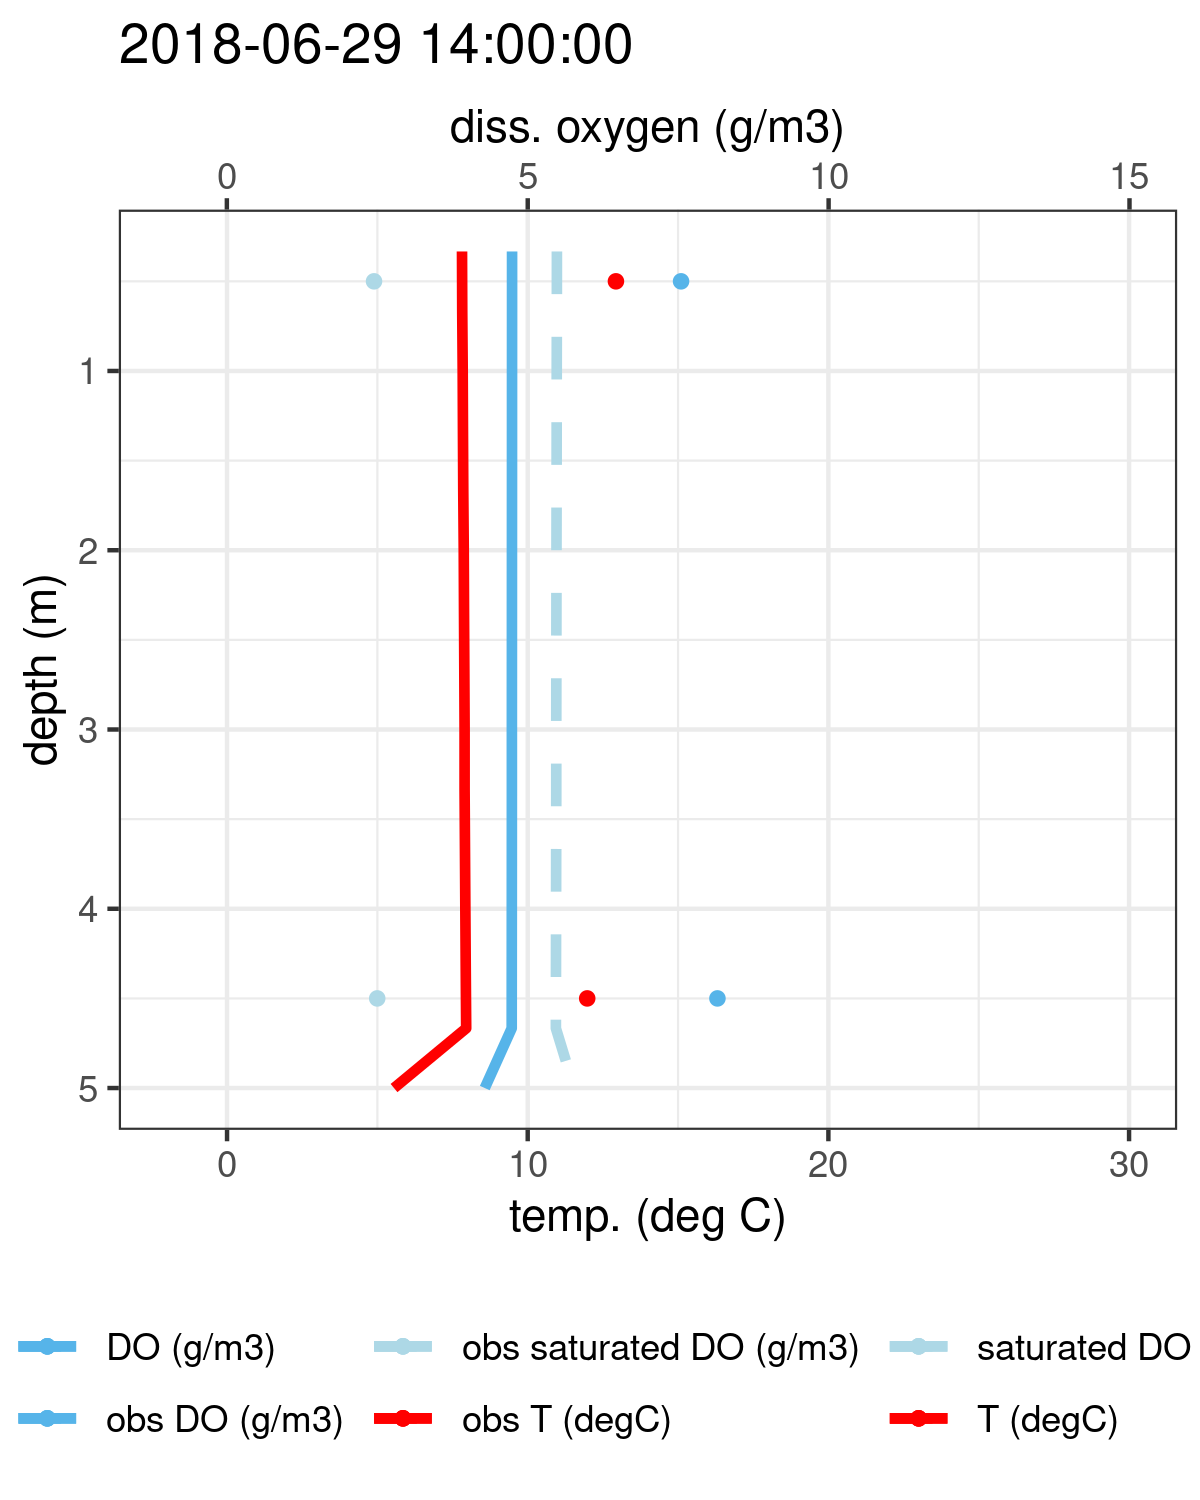 2018-06-29 14:00:00
diss. oxygen (g/m3)
0 5 10 15
depth (m)
1
2
3
4
5
0 10 20 30
temp. (deg C)
DO (g/m3) obs saturated DO (g/m3) saturated DO
obs DO (g/m3) obs T (degC) T (degC)